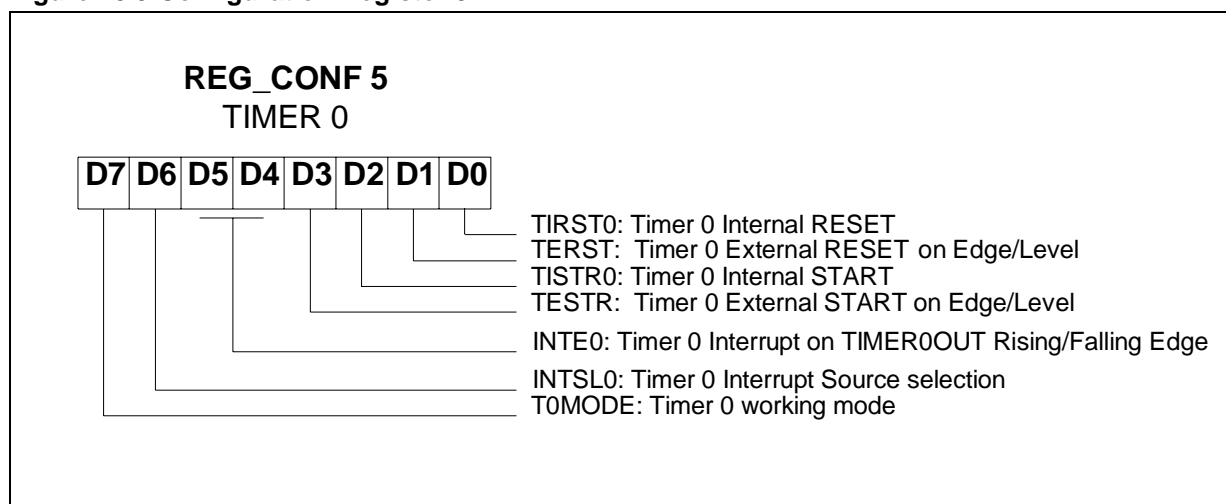 REG_CONF 5
TIMER 0
D7 D6 D5 D4 D3 D2 D1 D0
TIRST0: Timer 0 Internal RESET
TERST: Timer 0 External RESET on Edge/Level
TISTR0: Timer 0 Internal START
TESTR: Timer 0 External START on Edge/Level
INTE0: Timer 0 Interrupt on TIMER0OUT Rising/Falling Edge
INTSL0: Timer 0 Interrupt Source selection
T0MODE: Timer 0 working mode